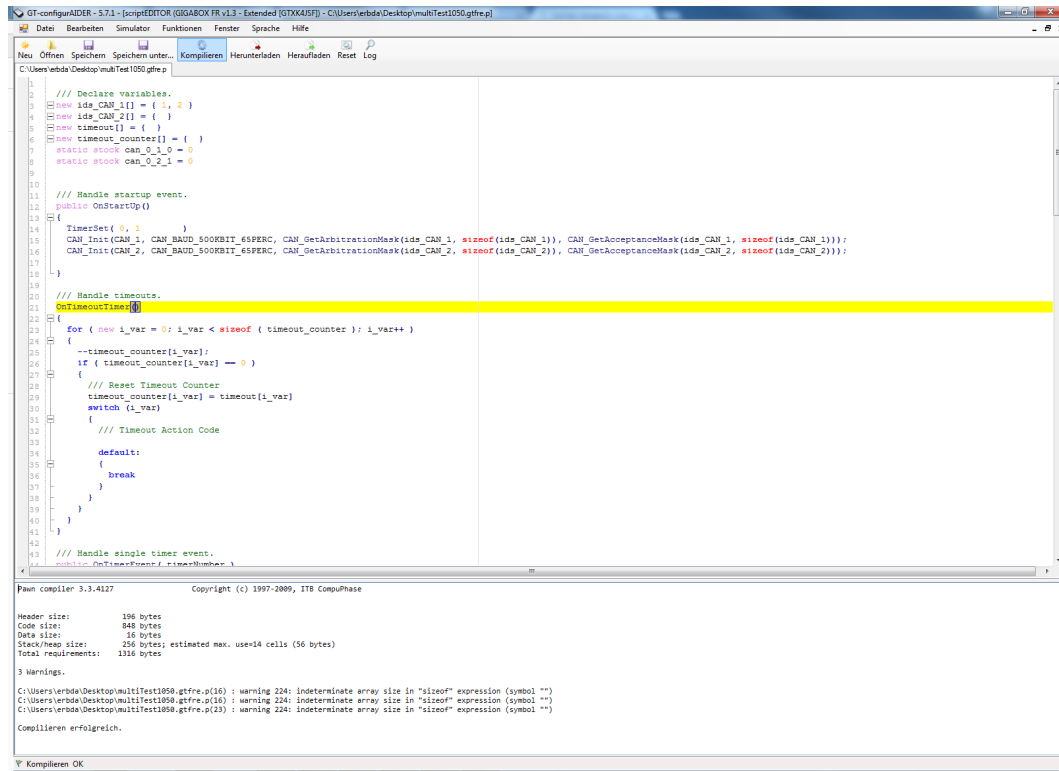 GT-configurAIDER - 5.7.1 - [scriptEDITOR (GIGABOX FR v1.3 - Extended [GTXK4JSF]) - C:\Users\erbda\Desktop\multiTest1050.gtfre.p]
Datei Bearbeiten Simulator Funktionen Fenster Sprache Hilfe
Neu Öffnen Speichern Speichern unter... Kompilieren Herunterladen Heraufladen Reset Log
C:\Users\erbda\Desktop\multiTest1050.gtfre.p
1
2 /// Declare variables.
3 new ids_CAN_1[] = { 1, 2 }
4 new ids_CAN_2[] = { }
5 new timeout[] = { }
6 new timeout_counter[] = { }
7 static stock can_0_1_0 = 0
8 static stock can_0_2_1 = 0
9
10
11 /// Handle startup event.
12 public OnStartUp()
13 {
14 TimerSet( 0, 1 )
15 CAN_Init(CAN_1, CAN_BAUD_500KBIT_65PERC, CAN_GetArbitrationMask(ids_CAN_1, sizeof(ids_CAN_1)), CAN_GetAcceptanceMask(ids_CAN_1, sizeof(ids_CAN_1)));
16 CAN_Init(CAN_2, CAN_BAUD_500KBIT_65PERC, CAN_GetArbitrationMask(ids_CAN_2, sizeof(ids_CAN_2)), CAN_GetAcceptanceMask(ids_CAN_2, sizeof(ids_CAN_2)));
17
18 }
19
20 /// Handle timeouts.
21 OnTimeoutTimer()
22 {
23 for ( new i_var = 0; i_var < sizeof ( timeout_counter ); i_var++ )
24 {
25 --timeout_counter[i_var];
26 if ( timeout_counter[i_var] == 0 )
27 {
28 /// Reset Timeout Counter
29 timeout_counter[i_var] = timeout[i_var]
30 switch (i_var)
31 {
32 /// Timeout Action Code
33
34 default:
35 {
36 break
37 }
38 }
39 }
40 }
41 }
42
43 /// Handle single timer event.
44 public OnTimerEvent( timerNumber )
Pawn compiler 3.3.4127 Copyright (c) 1997-2009, ITB CompuPhase
Header size: 196 bytes
Code size: 848 bytes
Data size: 16 bytes
Stack/heap size: 256 bytes; estimated max. use=14 cells (56 bytes)
Total requirements: 1316 bytes
3 Warnings.
C:\Users\erbda\Desktop\multiTest1050.gtfre.p(16) : warning 224: indeterminate array size in "sizeof" expression (symbol "")
C:\Users\erbda\Desktop\multiTest1050.gtfre.p(16) : warning 224: indeterminate array size in "sizeof" expression (symbol "")
C:\Users\erbda\Desktop\multiTest1050.gtfre.p(23) : warning 224: indeterminate array size in "sizeof" expression (symbol "")
Compilieren erfolgreich.
Kompilieren OK